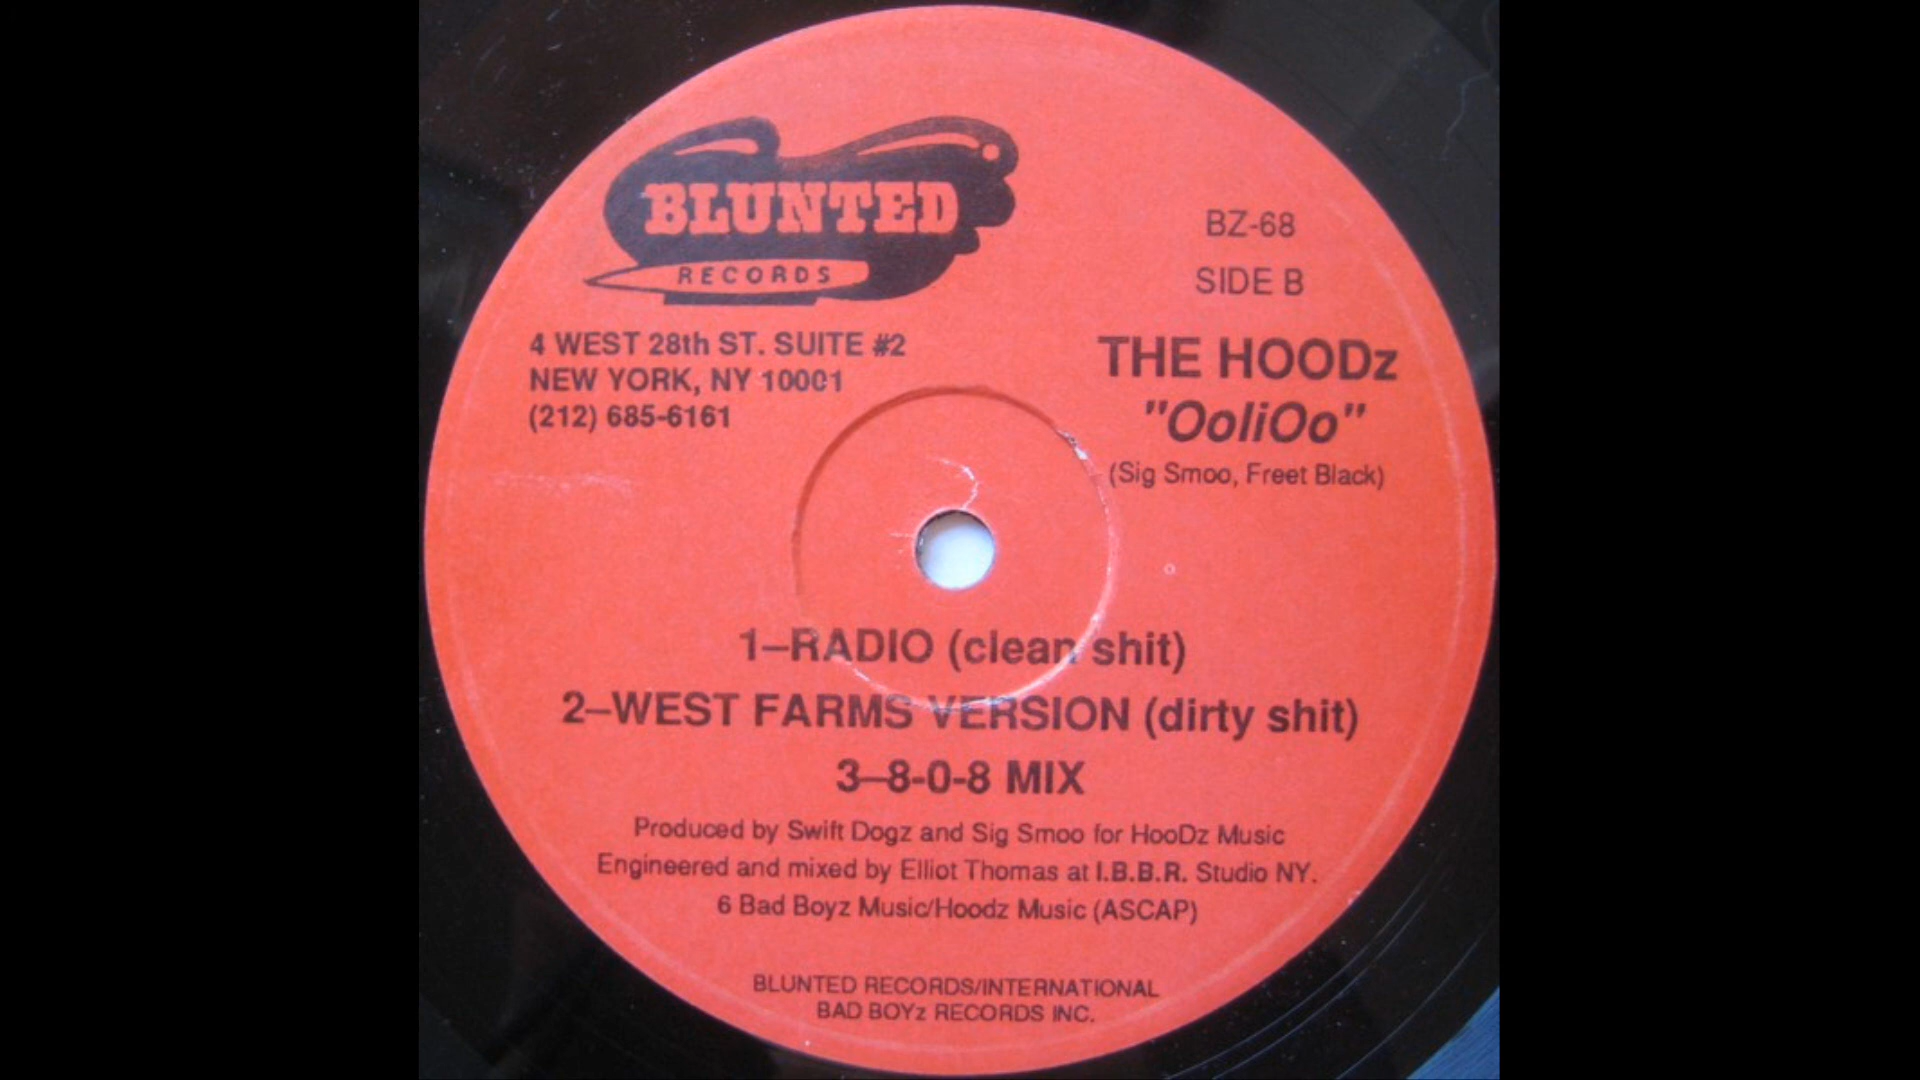 BLUNTED
RECORDS
4 WEST 28th ST. SUITE #2
NEW YORK, NY 10001
(212) 685-6161
BZ-68
SIDE B
THE HOODz
"OoliOo"
(Sig Smoo, Freet Black)
1–RADIO (clean shit)
2–WEST FARMS VERSION (dirty shit)
3–8-0-8 MIX
Produced by Swift Dogz and Sig Smoo for HooDz Music
Engineered and mixed by Elliot Thomas at I.B.B.R. Studio NY.
6 Bad Boyz Music/Hoodz Music (ASCAP)
BLUNTED RECORDS/INTERNATIONAL
BAD BOYz RECORDS INC.